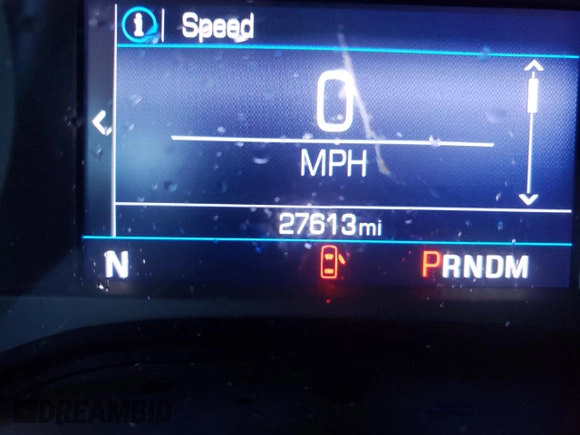 i Speed
0
MPH
27613mi
N PRNDM
DREAMBID